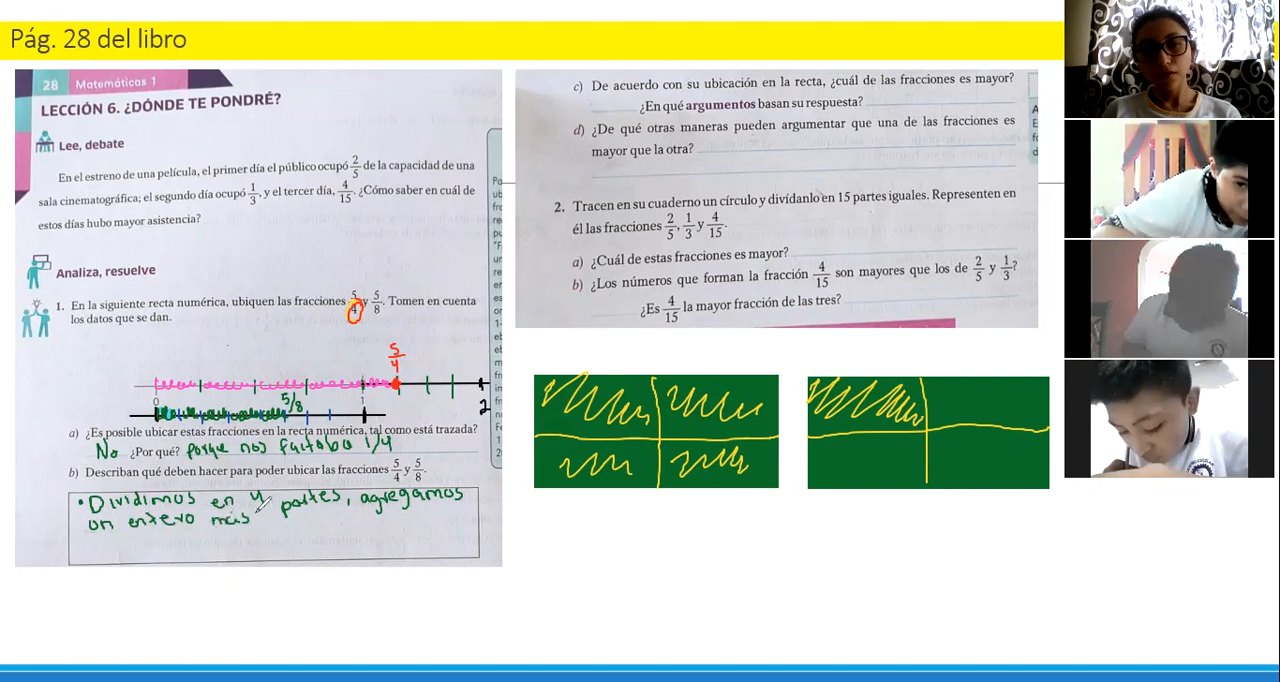 Pág. 28 del libro
28 Matemáticas 1
LECCIÓN 6. ¿DÓNDE TE PONDRÉ?
Lee, debate
En el estreno de una película, el primer día el público ocupó 2/5 de la capacidad de una
sala cinematográfica; el segundo día ocupó 1/3, y el tercer día, 4/15. ¿Cómo saber en cuál de
estos días hubo mayor asistencia?
Analiza, resuelve
1. En la siguiente recta numérica, ubiquen las fracciones 5/4 y 5/8. Tomen en cuenta
los datos que se dan.
5/4
0 5/8 1 2
a) ¿Es posible ubicar estas fracciones en la recta numérica, tal como está trazada?
No ¿Por qué? porque nos faltaba 1/4
b) Describan qué deben hacer para poder ubicar las fracciones 5/4 y 5/8.
• Dividimos en 4 partes, agregamos
un entero más
c) De acuerdo con su ubicación en la recta, ¿cuál de las fracciones es mayor?
¿En qué argumentos basan su respuesta?
d) ¿De qué otras maneras pueden argumentar que una de las fracciones es
mayor que la otra?
2. Tracen en su cuaderno un círculo y divídanlo en 15 partes iguales. Representen en
él las fracciones 2/5, 1/3 y 4/15.
a) ¿Cuál de estas fracciones es mayor?
b) ¿Los números que forman la fracción 4/15 son mayores que los de 2/5 y 1/3?
¿Es 4/15 la mayor fracción de las tres?